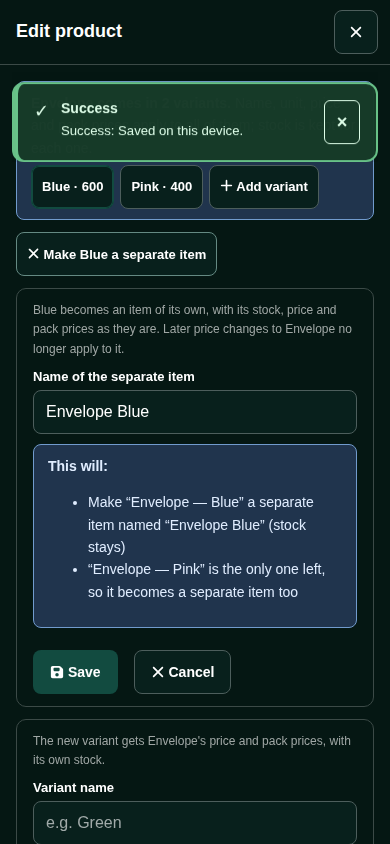 Edit product
Success
Success: Saved on this device.
Blue · 600
Pink · 400
Add variant
Make Blue a separate item
Blue becomes an item of its own, with its stock, price and
pack prices as they are. Later price changes to Envelope no
longer apply to it.
Name of the separate item
Envelope Blue
This will:
• Make “Envelope — Blue” a separate
item named “Envelope Blue” (stock
stays)
• “Envelope — Pink” is the only one left,
so it becomes a separate item too
Save
Cancel
The new variant gets Envelope's price and pack prices, with
its own stock.
Variant name
e.g. Green